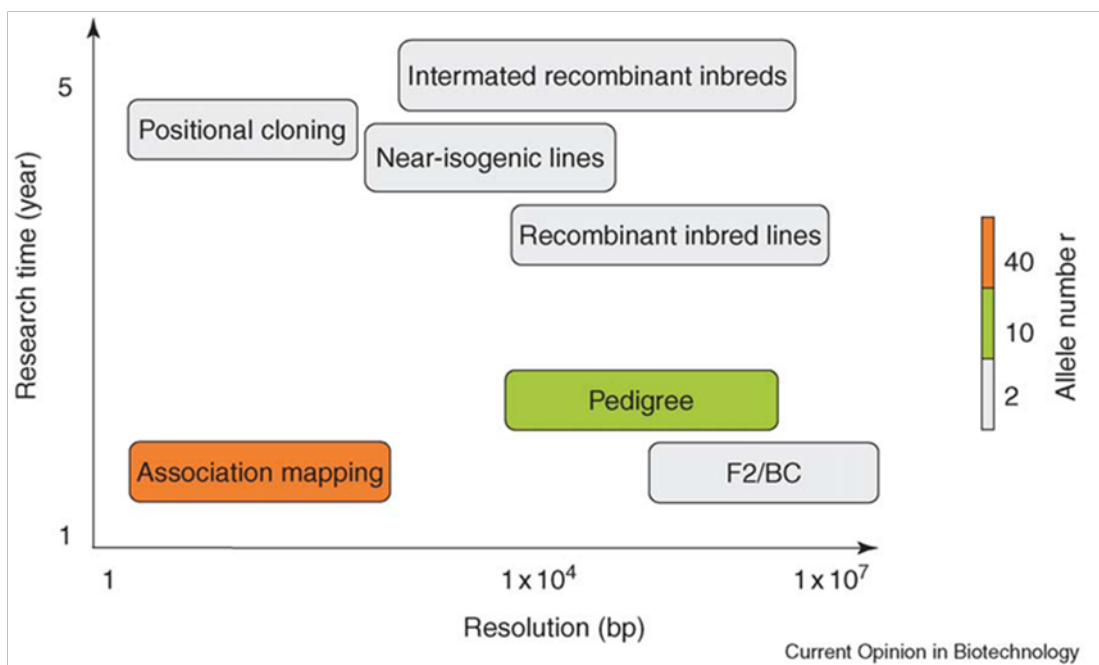 5
Intermated recombinant inbreds
Positional cloning
Near-isogenic lines
Recombinant inbred lines
Research time (year)
40
10
2
Allele number
Pedigree
Association mapping
F2/BC
1
1
1 x 10⁴
1 x 10⁷
Resolution (bp)
Current Opinion in Biotechnology